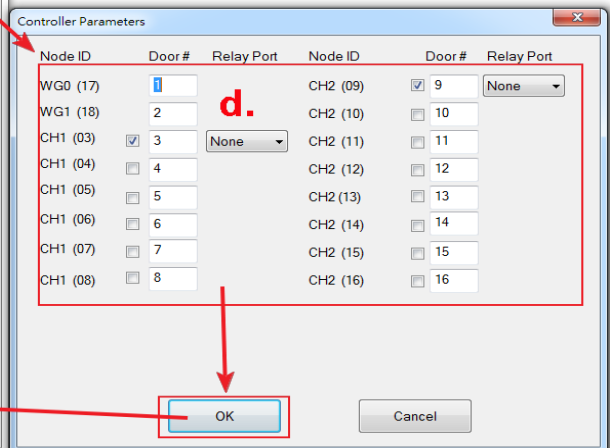 Controller Parameters
Node ID Door # Relay Port Node ID Door # Relay Port
WG0 (17) 1 CH2 (09) 9 None
WG1 (18) 2 d. CH2 (10) 10
CH1 (03) 3 None CH2 (11) 11
CH1 (04) 4 CH2 (12) 12
CH1 (05) 5 CH2 (13) 13
CH1 (06) 6 CH2 (14) 14
CH1 (07) 7 CH2 (15) 15
CH1 (08) 8 CH2 (16) 16
OK Cancel